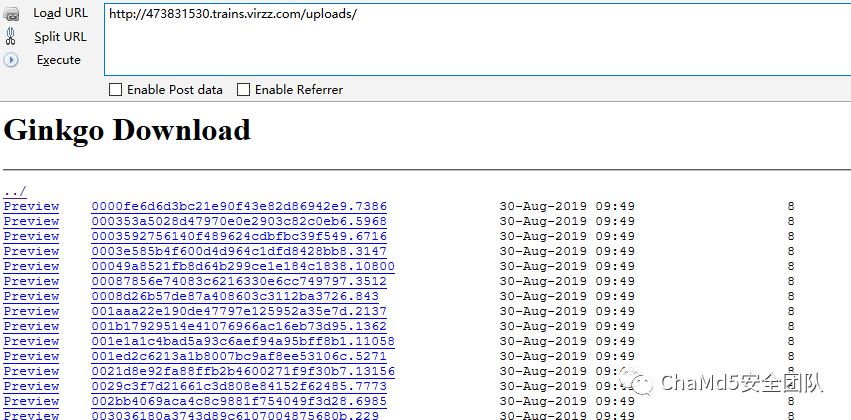 Load URL
http://473831530.trains.virzz.com/uploads/
Split URL
Execute
Enable Post data Enable Referrer
Ginkgo Download
../
Preview 0000fe6d6d3bc21e90f43e82d86942e9.7386 30-Aug-2019 09:49 8
Preview 000353a5028d47970e0e2903c82c0eb6.5968 30-Aug-2019 09:49 8
Preview 0003592756140f489624cdbfbc39f549.6716 30-Aug-2019 09:49 8
Preview 0003e585b4f600d4d964c1dfd8428bb8.3147 30-Aug-2019 09:49 8
Preview 00049a8521fb8d64b299ce1e184c1838.10800 30-Aug-2019 09:49 8
Preview 00087856e74083c6216330e6cc749797.3512 30-Aug-2019 09:49 8
Preview 0008d26b57de87a408603c3112ba3726.843 30-Aug-2019 09:49 8
Preview 001aaa22e190de47797e125952a35e7d.2137 30-Aug-2019 09:49 8
Preview 001b17929514e41076966ac16eb73d95.1362 30-Aug-2019 09:49 8
Preview 001e1a1c4bad5a93c6aef94a95bff8b1.11058 30-Aug-2019 09:49 8
Preview 001ed2c6213a1b8007bc9af8ee53106c.5271 30-Aug-2019 09:49 8
Preview 0021d8e92fa88ffb2b4600271f9f30b7.13156 30-Aug-2019 09:49 8
Preview 0029c3f7d21661c3d808e84152f62485.7773 30-Aug-2019 09:49 8
Preview 002bb4069aca4c8c9881f754049f3d28.6985 30-Aug-2019 09:49 8
Preview 003036180a3743d89c6107004875680b.229 30-Aug-2019 09:49 8
ChaMd5安全团队